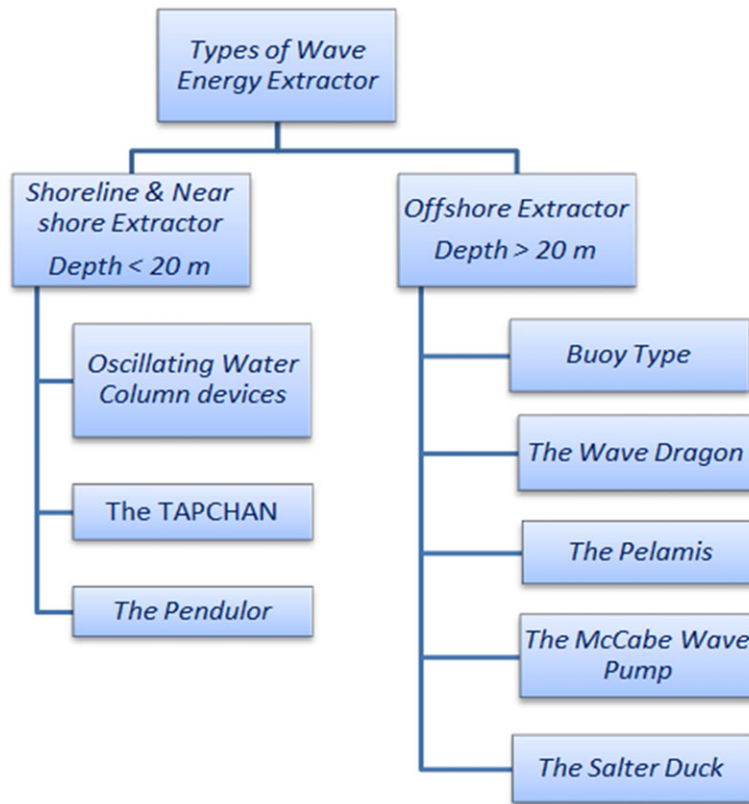 Types of Wave
Energy Extractor
Shoreline & Near
shore Extractor
Depth < 20 m
Oscillating Water
Column devices
The TAPCHAN
The Pendulor
Offshore Extractor
Depth > 20 m
Buoy Type
The Wave Dragon
The Pelamis
The McCabe Wave
Pump
The Salter Duck